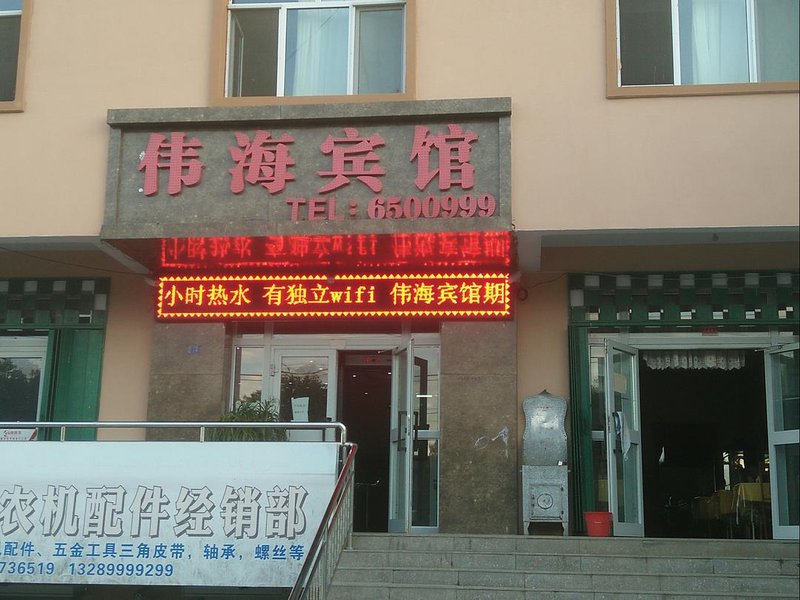 伟海宾馆
TEL: 6500999
小时热水 有独立wifi 伟海宾馆期
农机配件经销部
配件、五金工具三角皮带，轴承，螺丝等
736519 13289999299